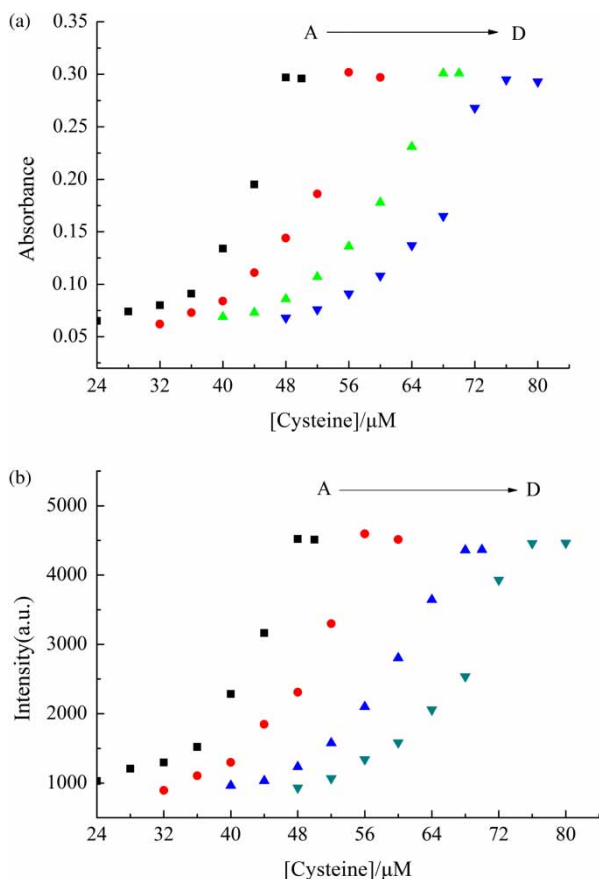 (a)
A D
0.35
0.30
0.25
0.20
0.15
0.10
0.05
Absorbance
24 32 40 48 56 64 72 80
[Cysteine]/μM
(b)
A D
5000
4000
3000
2000
1000
Intensity(a.u.)
24 32 40 48 56 64 72 80
[Cysteine]/μM